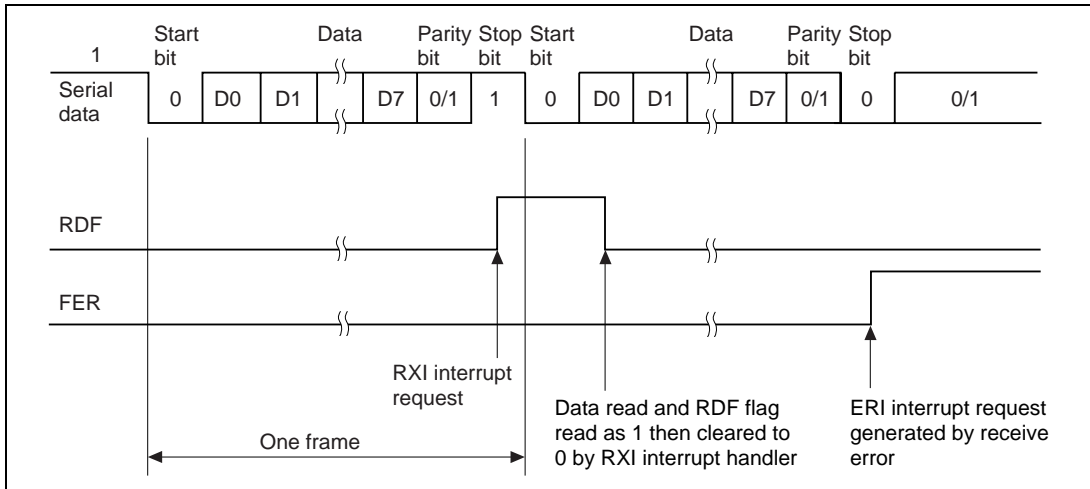 Start bit
Data
Parity bit
Stop bit
Start bit
Data
Parity bit
Stop bit
1
Serial data
0
D0
D1
D7
0/1
1
0
D0
D1
D7
0/1
0
0/1
RDF
FER
RXI interrupt
request
Data read and RDF flag
read as 1 then cleared to
0 by RXI interrupt handler
ERI interrupt request
generated by receive
error
One frame